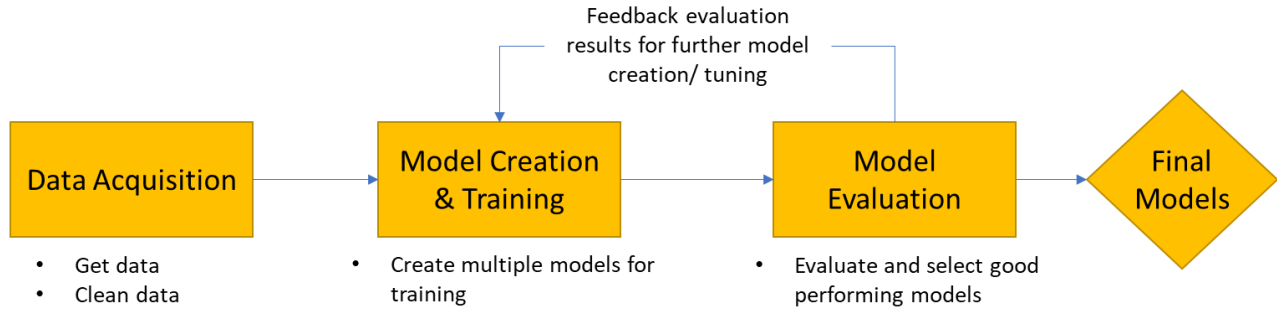 Feedback evaluation
results for further model
creation/ tuning
Data Acquisition
Model Creation
& Training
Model
Evaluation
Final
Models
• Get data
• Clean data
• Create multiple models for
training
• Evaluate and select good
performing models